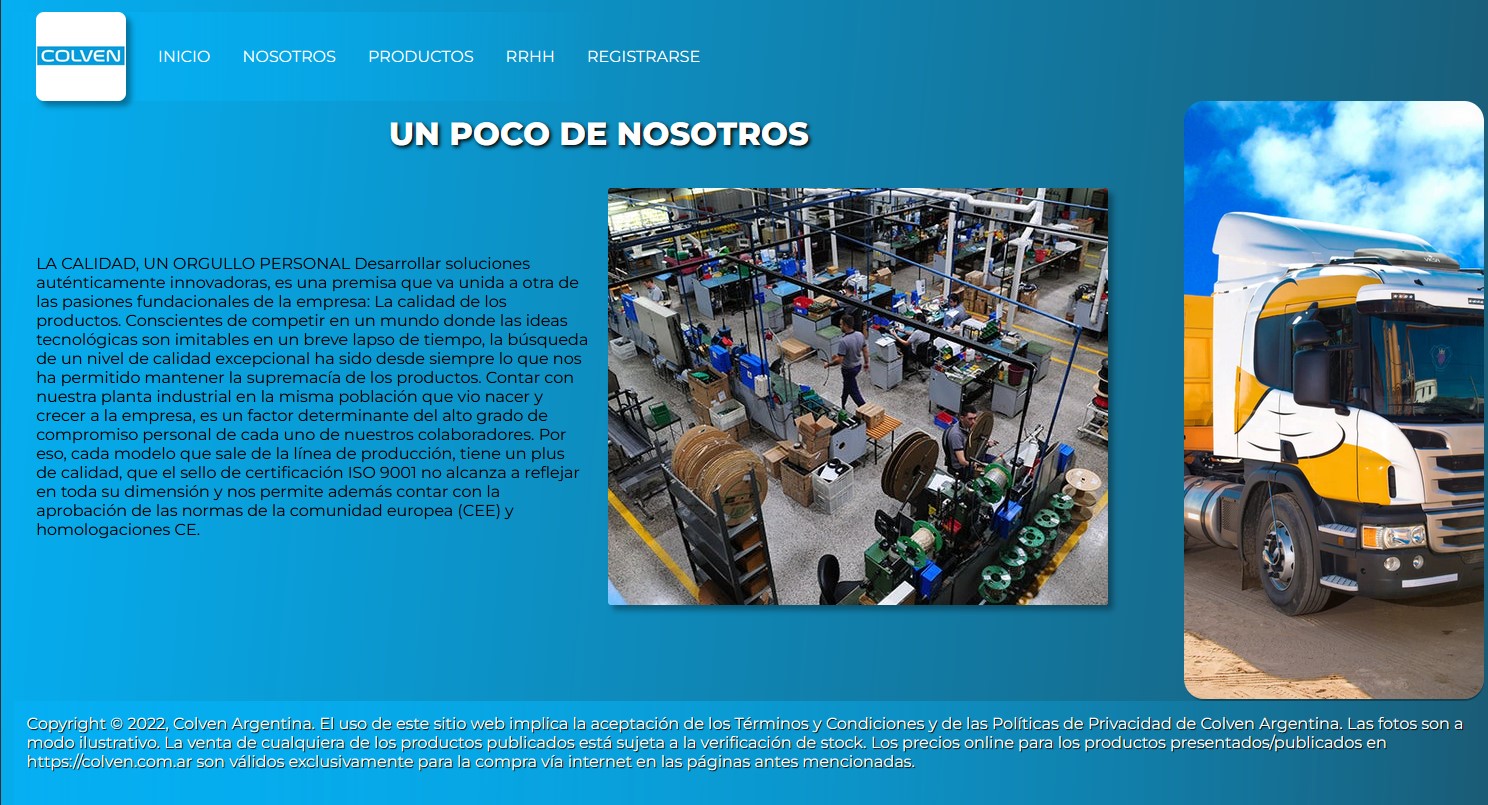 COLVEN
INICIO NOSOTROS PRODUCTOS RRHH REGISTRARSE
UN POCO DE NOSOTROS
LA CALIDAD, UN ORGULLO PERSONAL Desarrollar soluciones
auténticamente innovadoras, es una premisa que va unida a otra de
las pasiones fundacionales de la empresa: La calidad de los
productos. Conscientes de competir en un mundo donde las ideas
tecnológicas son imitables en un breve lapso de tiempo, la búsqueda
de un nivel de calidad excepcional ha sido desde siempre lo que nos
ha permitido mantener la supremacía de los productos. Contar con
nuestra planta industrial en la misma población que vio nacer y
crecer a la empresa, es un factor determinante del alto grado de
compromiso personal de cada uno de nuestros colaboradores. Por
eso, cada modelo que sale de la línea de producción, tiene un plus
de calidad, que el sello de certificación ISO 9001 no alcanza a reflejar
en toda su dimensión y nos permite además contar con la
aprobación de las normas de la comunidad europea (CEE) y
homologaciones CE.
Copyright © 2022, Colven Argentina. El uso de este sitio web implica la aceptación de los Términos y Condiciones y de las Políticas de Privacidad de Colven Argentina. Las fotos son a
modo ilustrativo. La venta de cualquiera de los productos publicados está sujeta a la verificación de stock. Los precios online para los productos presentados/publicados en
https://colven.com.ar son válidos exclusivamente para la compra vía internet en las páginas antes mencionadas.